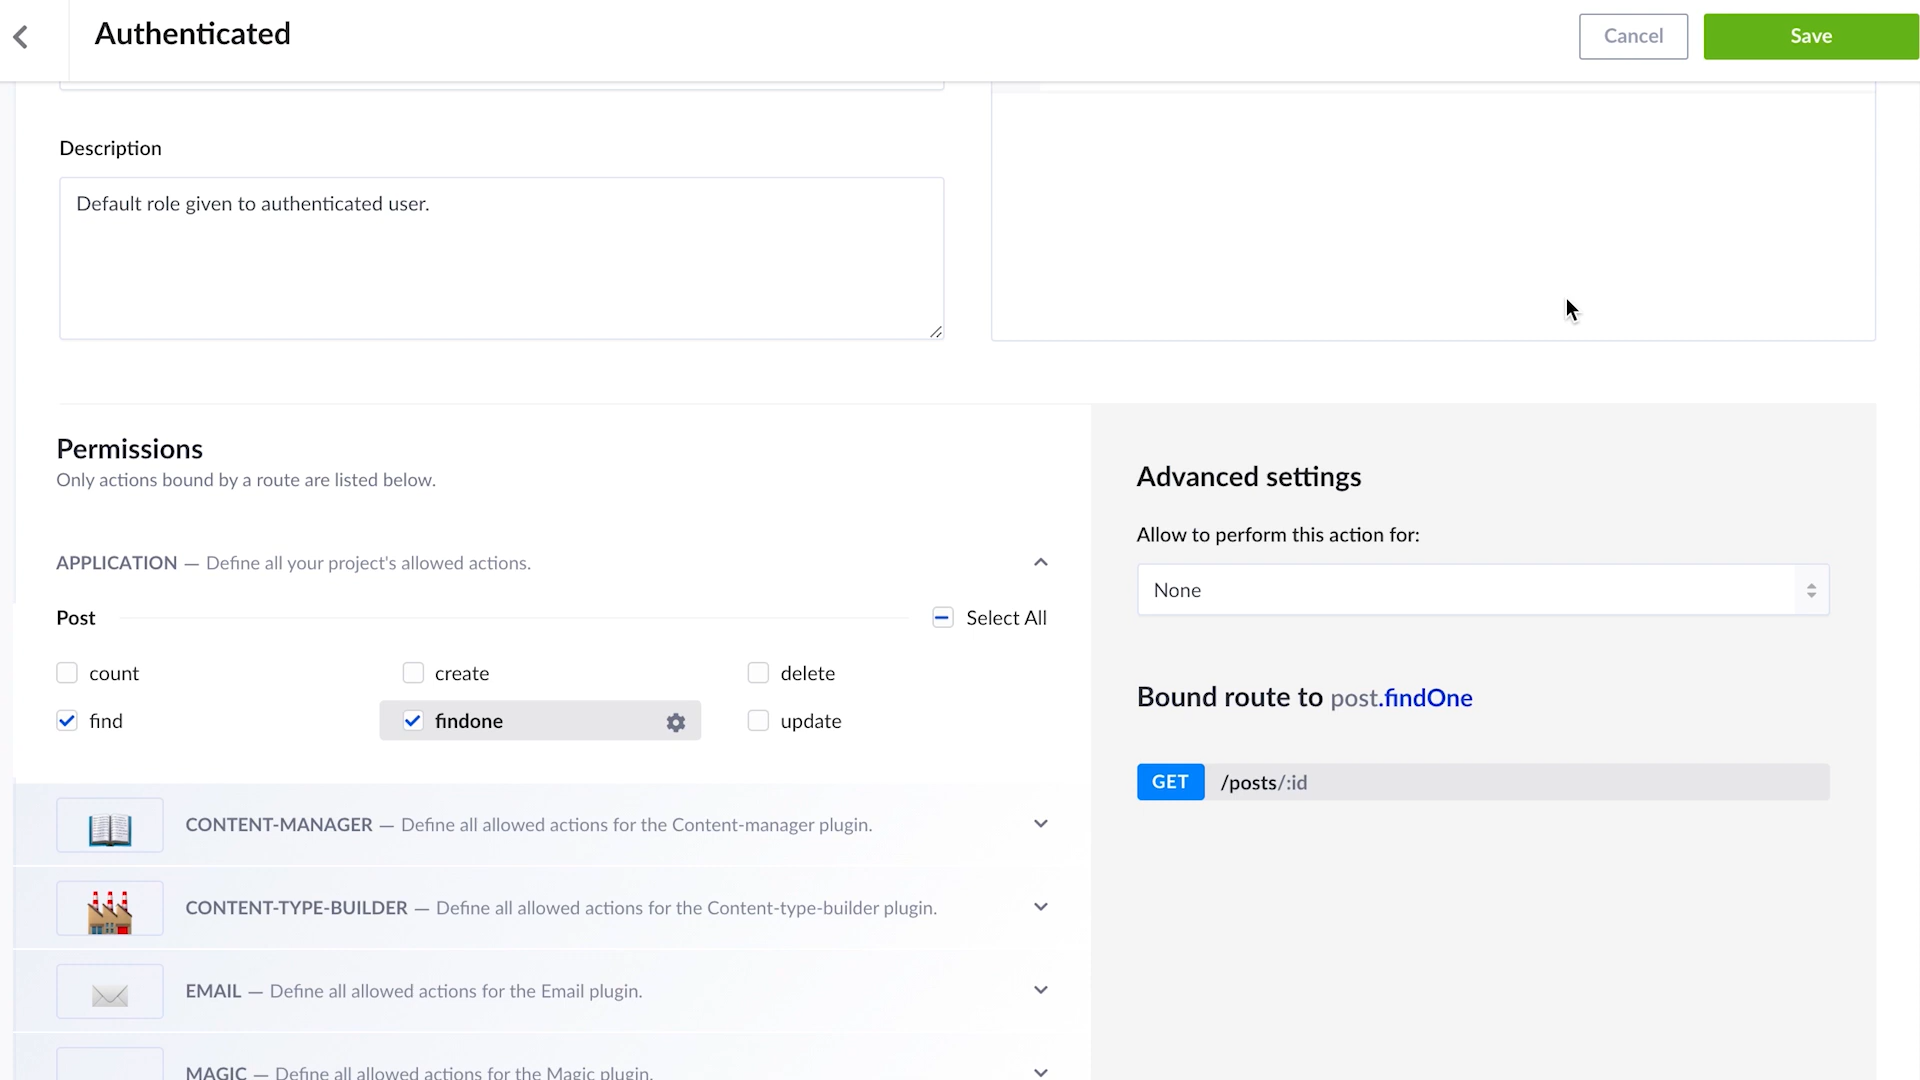 Authenticated
Cancel
Save
Description
Default role given to authenticated user.
Permissions
Only actions bound by a route are listed below.
APPLICATION — Define all your project's allowed actions.
Post
Select All
count
create
delete
find
findone
update
CONTENT-MANAGER — Define all allowed actions for the Content-manager plugin.
CONTENT-TYPE-BUILDER — Define all allowed actions for the Content-type-builder plugin.
EMAIL — Define all allowed actions for the Email plugin.
MAGIC — Define all allowed actions for the Magic plugin.
Advanced settings
Allow to perform this action for:
None
Bound route to post.findOne
GET /posts/:id